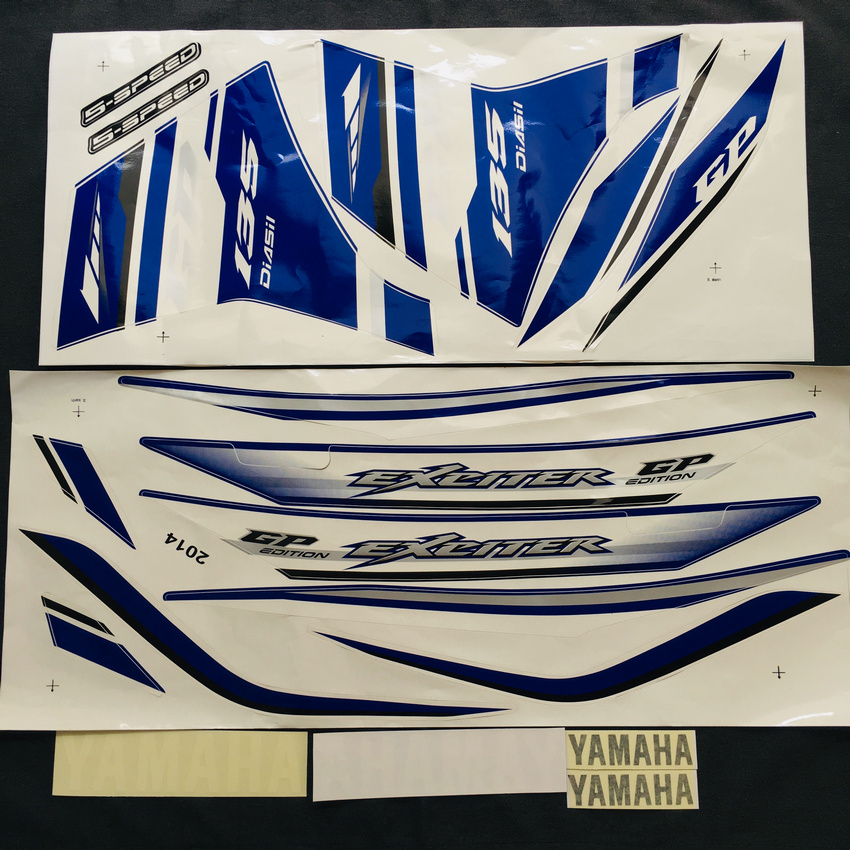 5-SPEED
5-SPEED
135
DiASil
135
DiASil
GP
EXCITER
GP
EDITION
GP
EDITION
EXCITER
2014
YAMAHA
YAMAHA
YAMAHA
YAMAHA